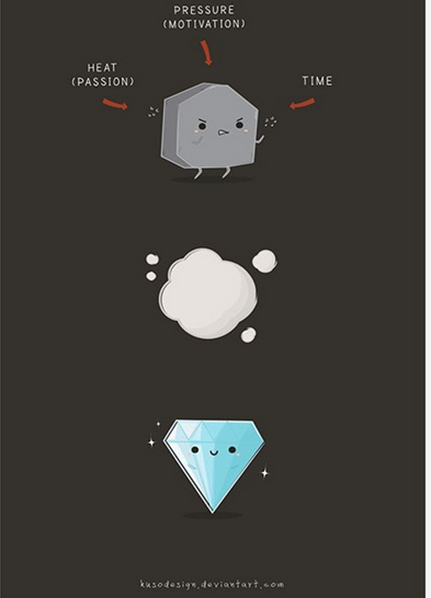 PRESSURE
(MOTIVATION)
HEAT
(PASSION)
TIME
kusodesign.deviantart.com